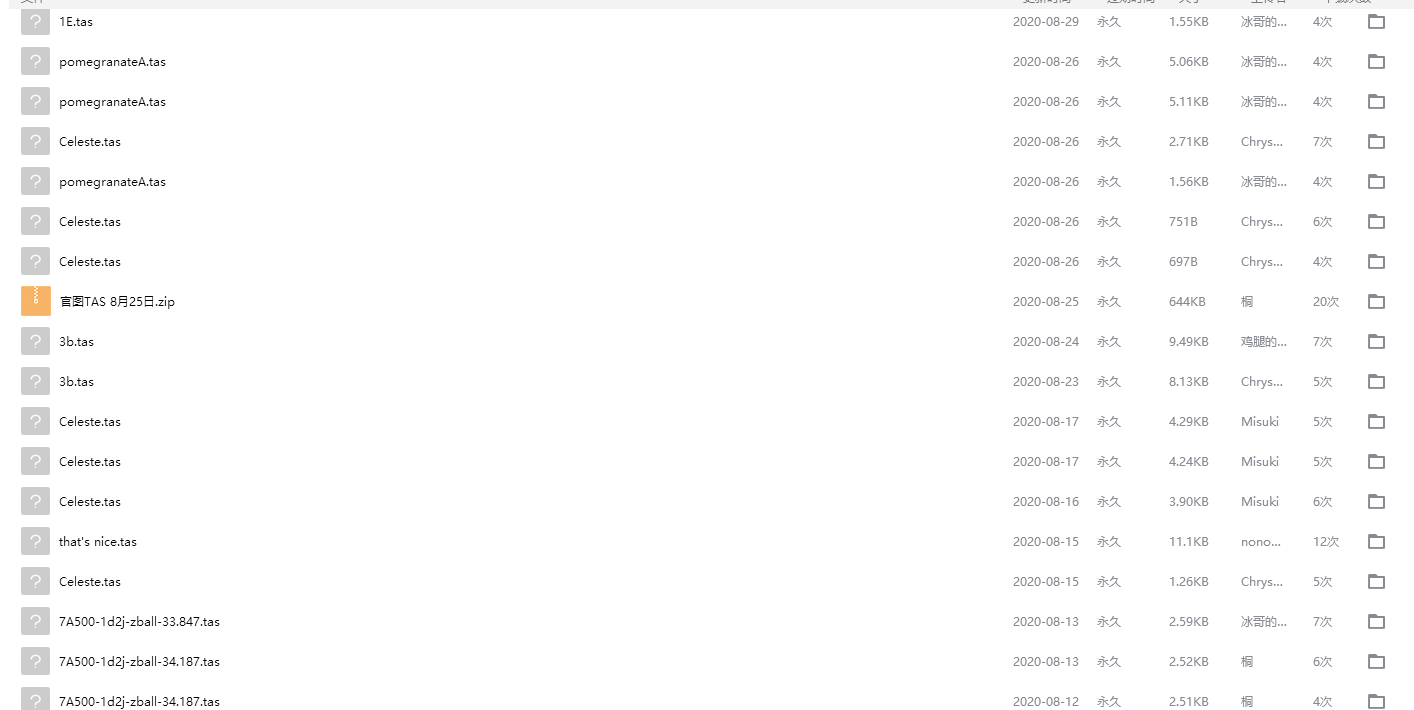 1E.tas 2020-08-29 永久 1.55KB 冰哥的... 4次
pomegranateA.tas 2020-08-26 永久 5.06KB 冰哥的... 4次
pomegranateA.tas 2020-08-26 永久 5.11KB 冰哥的... 4次
Celeste.tas 2020-08-26 永久 2.71KB Chrys... 7次
pomegranateA.tas 2020-08-26 永久 1.56KB 冰哥的... 4次
Celeste.tas 2020-08-26 永久 751B Chrys... 6次
Celeste.tas 2020-08-26 永久 697B Chrys... 4次
官图TAS 8月25日.zip 2020-08-25 永久 644KB 桐 20次
3b.tas 2020-08-24 永久 9.49KB 鸡腿的... 7次
3b.tas 2020-08-23 永久 8.13KB Chrys... 5次
Celeste.tas 2020-08-17 永久 4.29KB Misuki 5次
Celeste.tas 2020-08-17 永久 4.24KB Misuki 5次
Celeste.tas 2020-08-16 永久 3.90KB Misuki 6次
that's nice.tas 2020-08-15 永久 11.1KB nono... 12次
Celeste.tas 2020-08-15 永久 1.26KB Chrys... 5次
7A500-1d2j-zball-33.847.tas 2020-08-13 永久 2.59KB 冰哥的... 7次
7A500-1d2j-zball-34.187.tas 2020-08-13 永久 2.52KB 桐 6次
7A500-1d2j-zball-34.187.tas 2020-08-12 永久 2.51KB 桐 4次